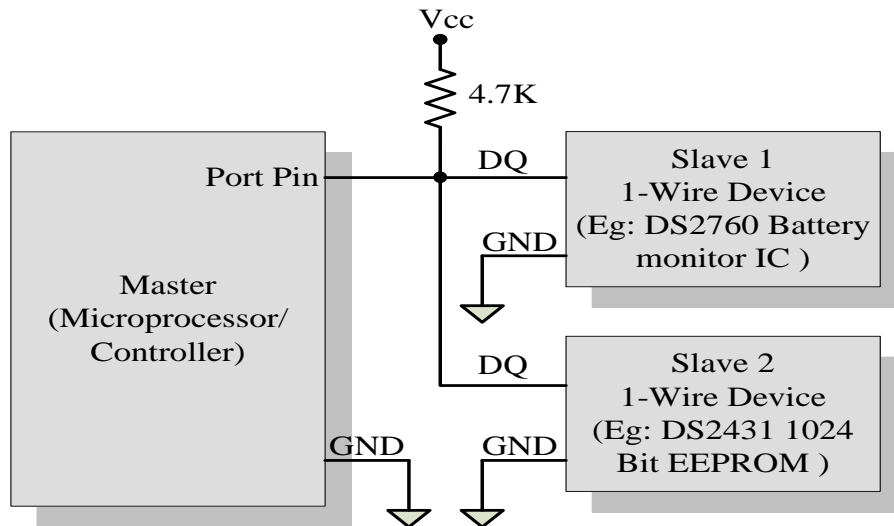 Vcc
4.7K
Port Pin
Master
(Microprocessor/
Controller)
GND
DQ
GND
Slave 1
1-Wire Device
(Eg: DS2760 Battery
monitor IC )
DQ
GND
Slave 2
1-Wire Device
(Eg: DS2431 1024
Bit EEPROM )